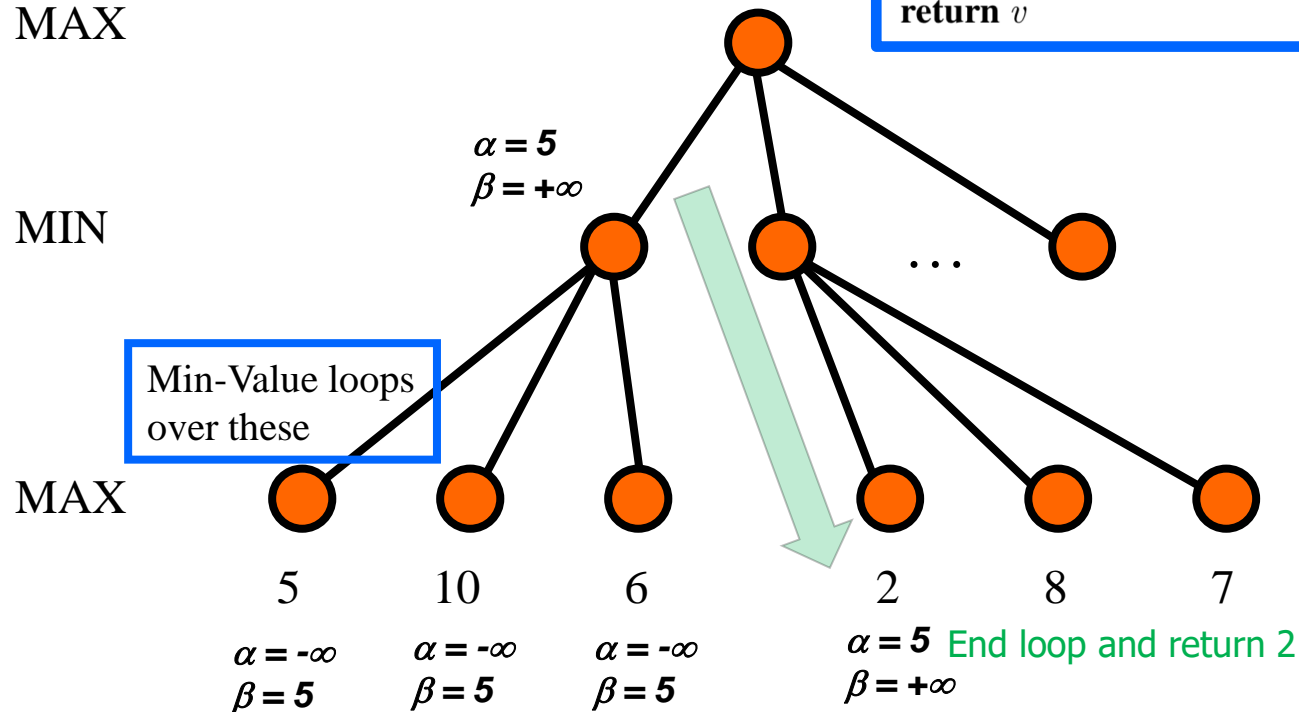 MAX
return v
α = 5
β = +∞
MIN
...
Min-Value loops
over these
MAX
5 10 6 2 8 7
α = -∞ α = -∞ α = -∞ α = 5 End loop and return 2
β = 5 β = 5 β = 5 β = +∞